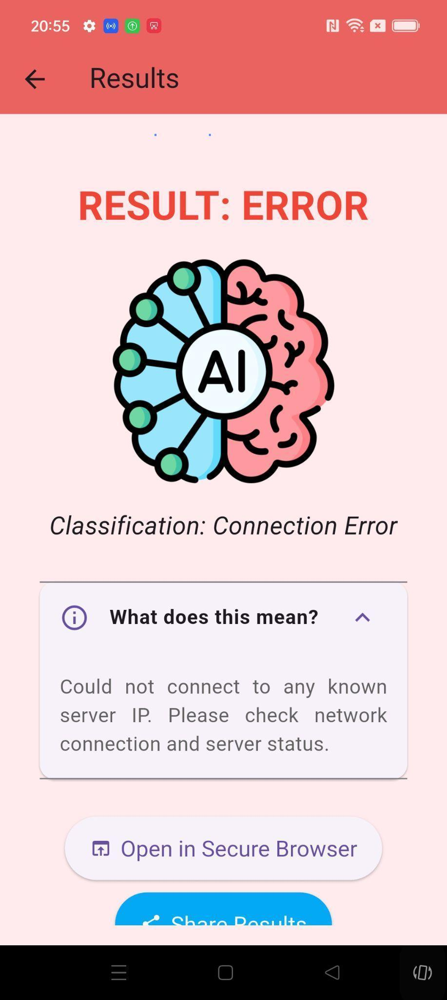 20:55
Results
RESULT: ERROR
AI
Classification: Connection Error
What does this mean?
Could not connect to any known
server IP. Please check network
connection and server status.
Open in Secure Browser
Share Results